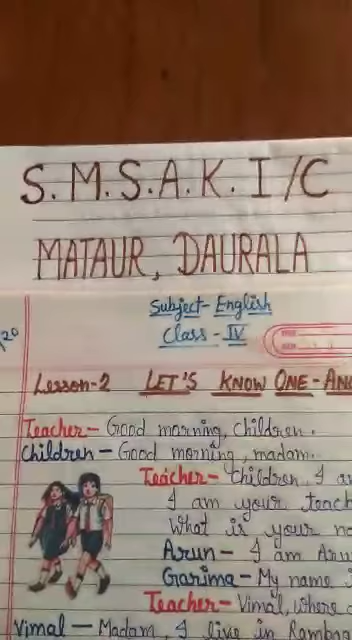 S.M.S.A.K. I/C
MATAUR, DAURALA
Subject- English
Class - IV
Lesson-2 LET'S KNOW ONE-AN
Teacher- Good morning, Children.
Children - Good morning, madam.
Teacher- Children, I
I am your
What is your
Arun - I am
Garima- My name
Teacher- Vimal, where
Vimal - Madam, I live in